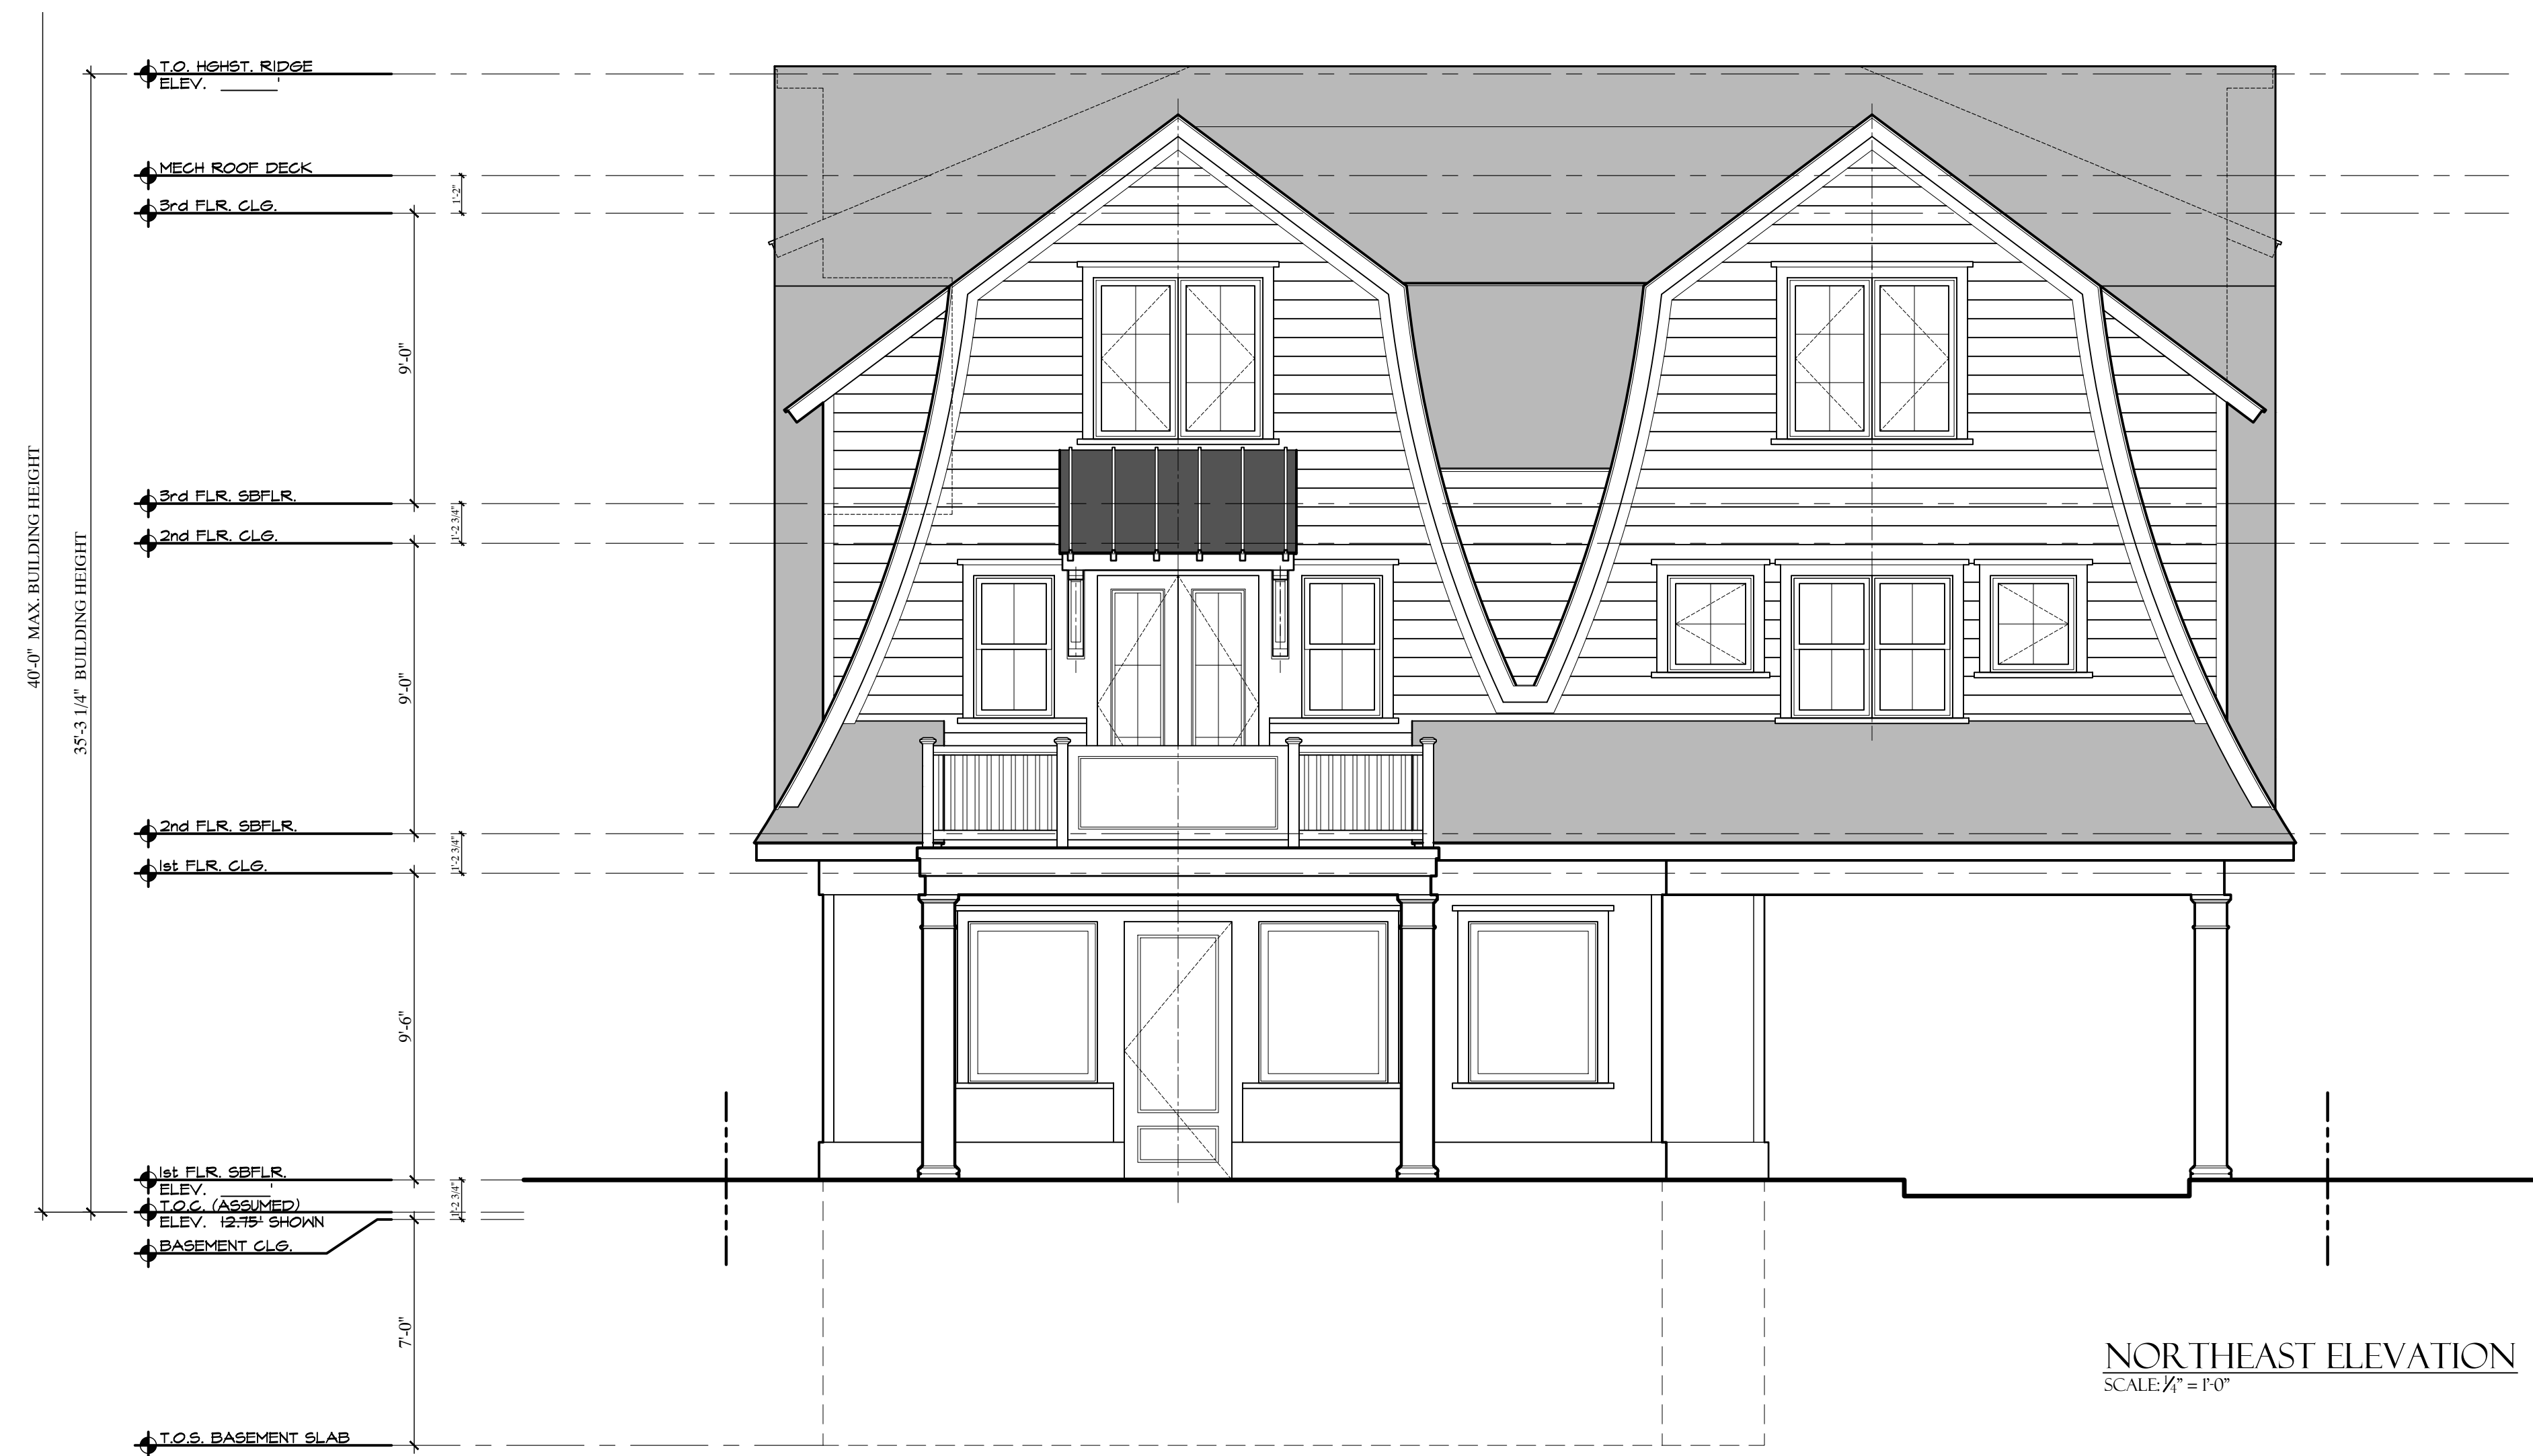 T.O. HGHST. RIDGE
ELEV. ______'
MECH ROOF DECK
1'-2"
3rd FLR. CLG.
9'-0"
40'-0" MAX. BUILDING HEIGHT
35'-3 1/4" BUILDING HEIGHT
3rd FLR. SBFLR.
1'-2 3/4"
2nd FLR. CLG.
9'-0"
2nd FLR. SBFLR.
1'-2 3/4"
1st FLR. CLG.
9'-6"
1st FLR. SBFLR.
ELEV. ______'
1'-2 3/4"
T.O.C. (ASSUMED)
ELEV. 12.75' SHOWN
BASEMENT CLG.
7'-0"
T.O.S. BASEMENT SLAB
NORTHEAST ELEVATION
SCALE: 1/4" = 1'-0"